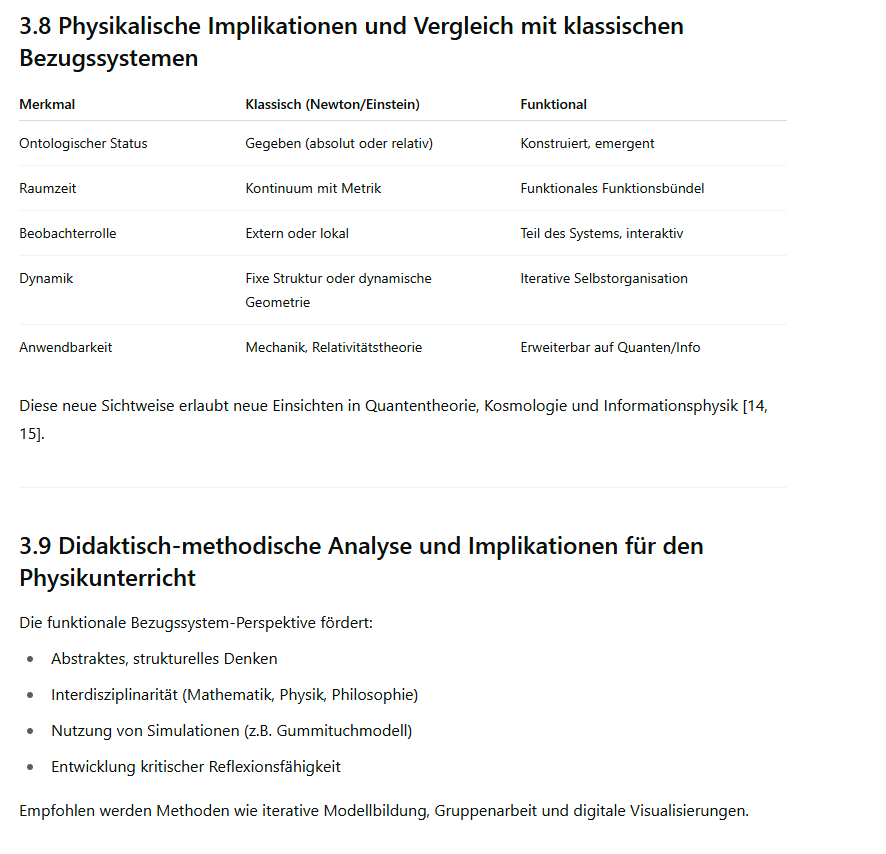 3.8 Physikalische Implikationen und Vergleich mit klassischen
Bezugssystemen
Merkmal Klassisch (Newton/Einstein) Funktional
Ontologischer Status Gegeben (absolut oder relativ) Konstruiert, emergent
Raumzeit Kontinuum mit Metrik Funktionales Funktionsbündel
Beobachterrolle Extern oder lokal Teil des Systems, interaktiv
Dynamik Fixe Struktur oder dynamische Iterative Selbstorganisation
Geometrie
Anwendbarkeit Mechanik, Relativitätstheorie Erweiterbar auf Quanten/Info
Diese neue Sichtweise erlaubt neue Einsichten in Quantentheorie, Kosmologie und Informationsphysik [14,
15].
3.9 Didaktisch-methodische Analyse und Implikationen für den
Physikunterricht
Die funktionale Bezugssystem-Perspektive fördert:
• Abstraktes, strukturelles Denken
• Interdisziplinarität (Mathematik, Physik, Philosophie)
• Nutzung von Simulationen (z.B. Gummituchmodell)
• Entwicklung kritischer Reflexionsfähigkeit
Empfohlen werden Methoden wie iterative Modellbildung, Gruppenarbeit und digitale Visualisierungen.